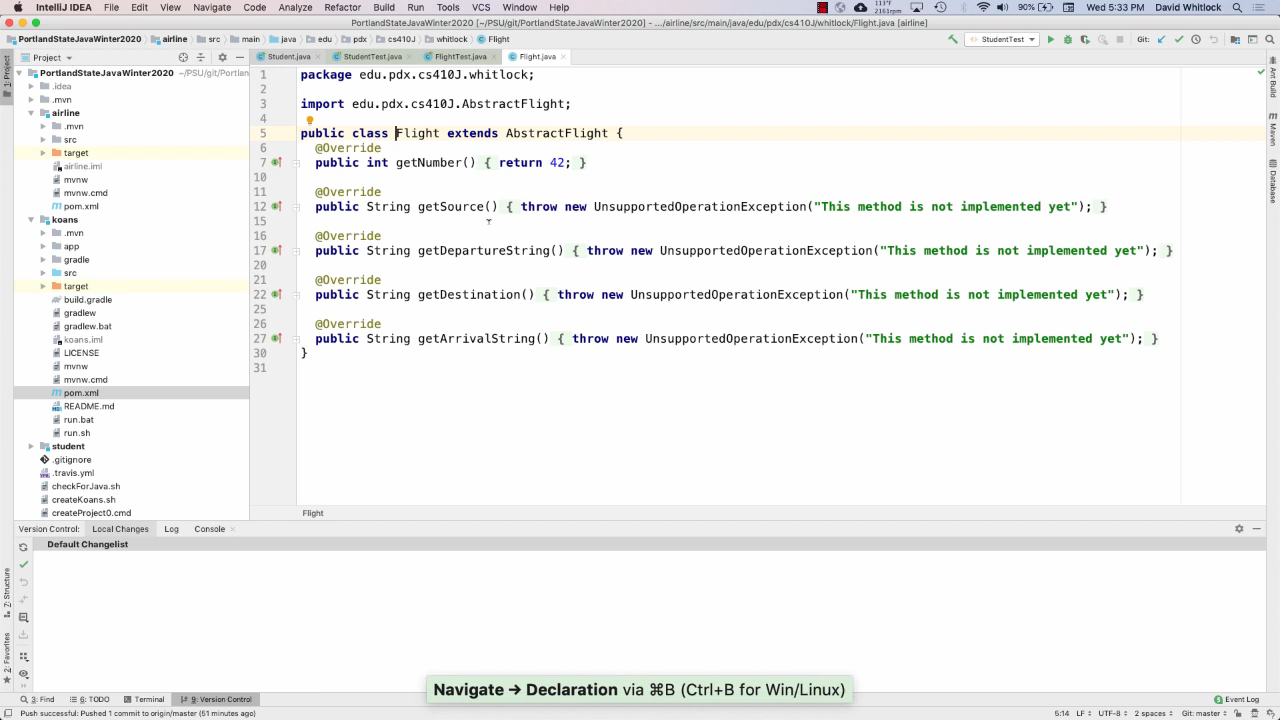 IntelliJ IDEA File Edit View Navigate Code Analyze Refactor Build Run Tools VCS Window Help 90% Wed 5:33 PM David Whitlock
PortlandStateJavaWinter2020 [~/PSU/git/PortlandStateJavaWinter2020] - .../airline/src/main/java/edu/pdx/cs410J/whitlock/Flight.java [airline]
PortlandStateJavaWinter2020 airline src main java edu pdx cs410J whitlock Flight StudentTest Git:
Project Student.java StudentTest.java FlightTest.java Flight.java
PortlandStateJavaWinter2020 ~/PSU/git/Portlan
.idea
.mvn
airline
.mvn
src
target
airline.iml
mvnw
mvnw.cmd
pom.xml
koans
.mvn
app
gradle
src
target
build.gradle
gradlew
gradlew.bat
koans.iml
LICENSE
mvnw
mvnw.cmd
pom.xml
README.md
run.bat
run.sh
student
.gitignore
.travis.yml
checkForJava.sh
createKoans.sh
createProject0.cmd
1 package edu.pdx.cs410J.whitlock;
2
3 import edu.pdx.cs410J.AbstractFlight;
4
5 public class Flight extends AbstractFlight {
6 @Override
7 public int getNumber() { return 42; }
10
11 @Override
12 public String getSource() { throw new UnsupportedOperationException("This method is not implemented yet"); }
15
16 @Override
17 public String getDepartureString() { throw new UnsupportedOperationException("This method is not implemented yet"); }
20
21 @Override
22 public String getDestination() { throw new UnsupportedOperationException("This method is not implemented yet"); }
25
26 @Override
27 public String getArrivalString() { throw new UnsupportedOperationException("This method is not implemented yet"); }
30 }
31
Flight
1: Project
Z: Structure
2: Favorites
Ant Build
Maven
Database
Version Control: Local Changes Log Console
Default Changelist
Navigate → Declaration via ⌘B (Ctrl+B for Win/Linux)
3: Find 6: TODO Terminal 9: Version Control Event Log
Push successful: Pushed 1 commit to origin/master (51 minutes ago) 5:14 LF UTF-8 2 spaces Git: master